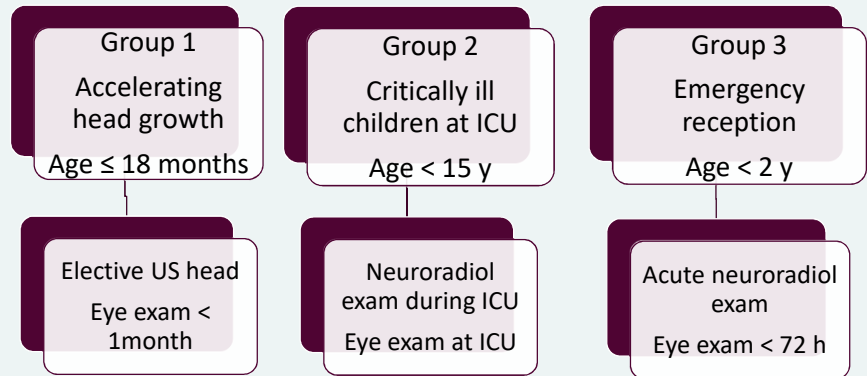 Group 1
Accelerating
head growth
Age ≤ 18 months
Elective US head
Eye exam <
1month
Group 2
Critically ill
children at ICU
Age < 15 y
Neuroradiol
exam during ICU
Eye exam at ICU
Group 3
Emergency
reception
Age < 2 y
Acute neuroradiol
exam
Eye exam < 72 h